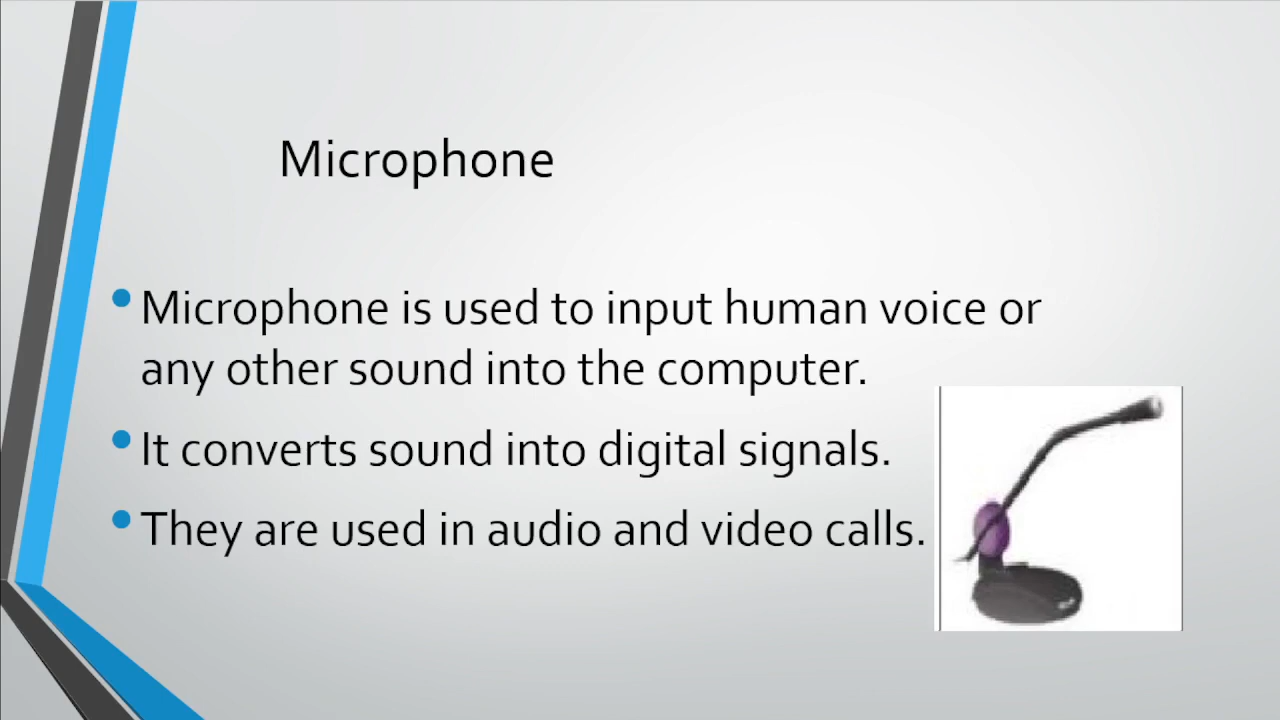 Microphone
Microphone is used to input human voice or
any other sound into the computer.
It converts sound into digital signals.
They are used in audio and video calls.